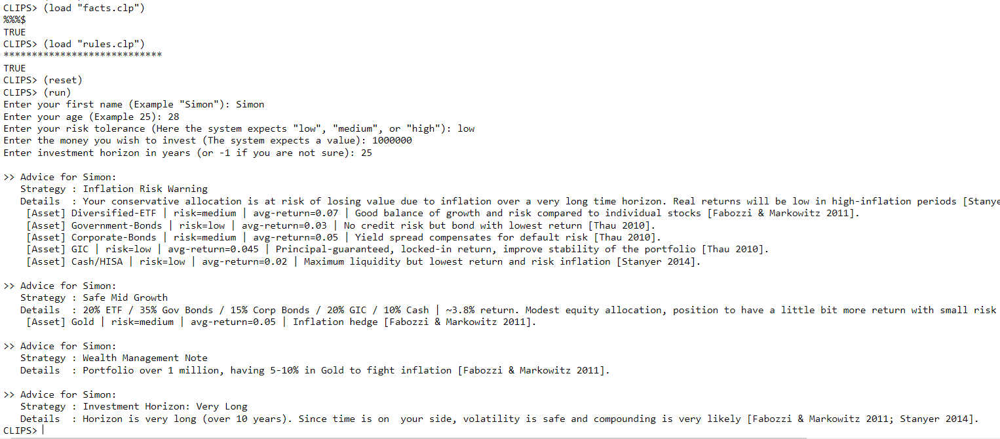 CLIPS> (load "facts.clp")
%%%$
TRUE
CLIPS> (load "rules.clp")
****************************
TRUE
CLIPS> (reset)
CLIPS> (run)
Enter your first name (Example "Simon"): Simon
Enter your age (Example 25): 28
Enter your risk tolerance (Here the system expects "low", "medium", or "high"): low
Enter the money you wish to invest (The system expects a value): 1000000
Enter investment horizon in years (or -1 if you are not sure): 25
>> Advice for Simon:
Strategy : Inflation Risk Warning
Details  : Your conservative allocation is at risk of losing value due to inflation over a very long time horizon. Real returns will be low in high-inflation periods [Stanye
[Asset] Diversified-ETF | risk=medium | avg-return=0.07 | Good balance of growth and risk compared to individual stocks [Fabozzi & Markowitz 2011].
[Asset] Government-Bonds | risk=low | avg-return=0.03 | No credit risk but bond with lowest return [Thau 2010].
[Asset] Corporate-Bonds | risk=medium | avg-return=0.05 | Yield spread compensates for default risk [Thau 2010].
[Asset] GIC | risk=low | avg-return=0.045 | Principal-guaranteed, locked-in return, improve stability of the portfolio [Thau 2010].
[Asset] Cash/HISA | risk=low | avg-return=0.02 | Maximum liquidity but lowest return and risk inflation [Stanyer 2014].
>> Advice for Simon:
Strategy : Safe Mid Growth
Details  : 20% ETF / 35% Gov Bonds / 15% Corp Bonds / 20% GIC / 10% Cash | ~3.8% return. Modest equity allocation, position to have a little bit more return with small risk
[Asset] Gold | risk=medium | avg-return=0.05 | Inflation hedge [Fabozzi & Markowitz 2011].
>> Advice for Simon:
Strategy : Wealth Management Note
Details  : Portfolio over 1 million, having 5-10% in Gold to fight inflation [Fabozzi & Markowitz 2011].
>> Advice for Simon:
Strategy : Investment Horizon: Very Long
Details  : Horizon is very long (over 10 years). Since time is on  your side, volatility is safe and compounding is very likely [Fabozzi & Markowitz 2011; Stanyer 2014].
CLIPS>